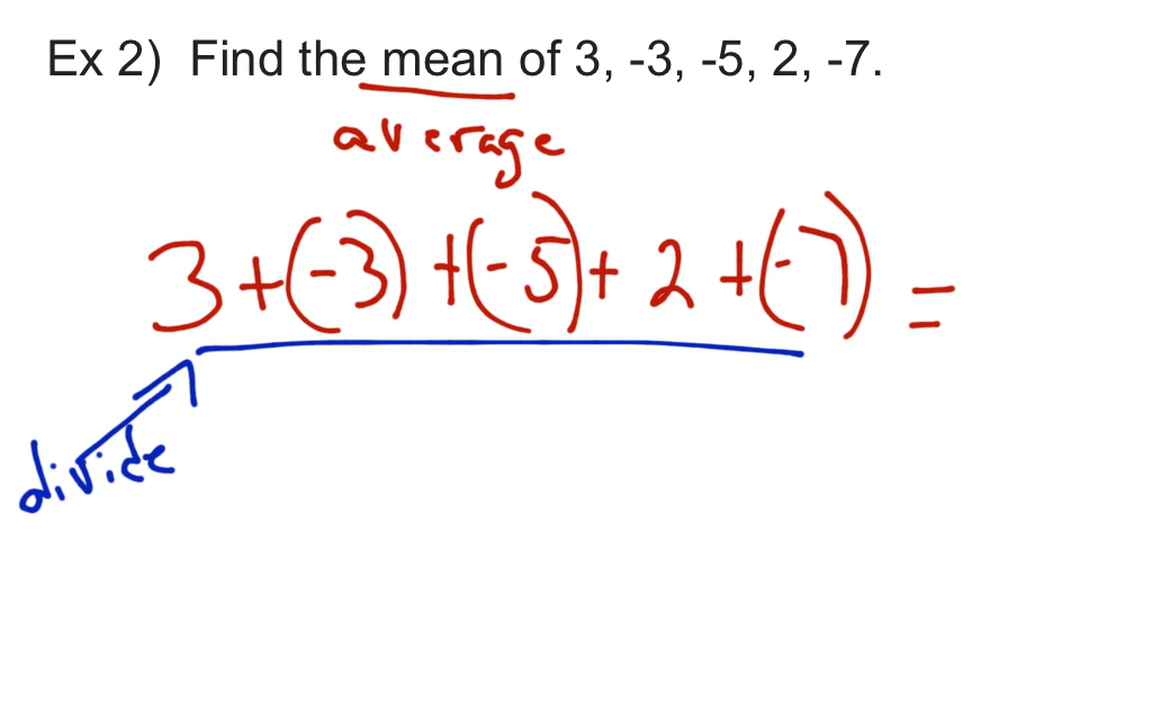 Ex 2) Find the mean of 3, -3, -5, 2, -7.
average
3+(-3) +(-5)+ 2 +(-7) =
divide